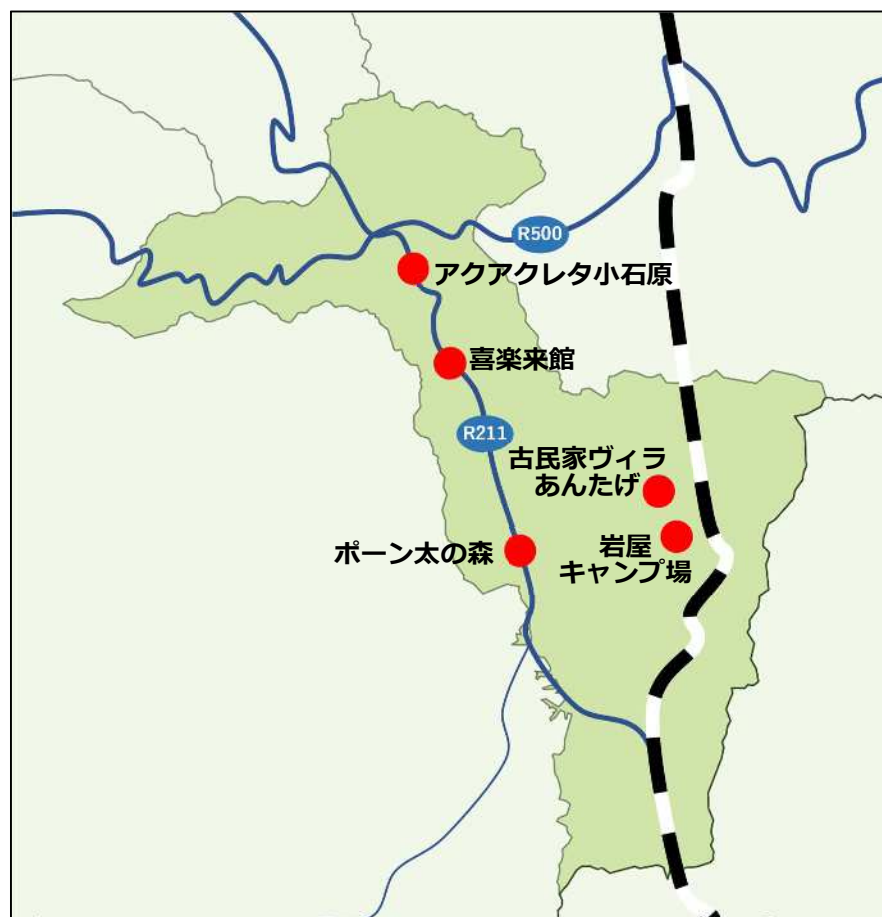 R500
アクアクレタ小石原
喜楽来館
R211
古民家ヴィラ
あんたげ
ポーン太の森
岩屋
キャンプ場